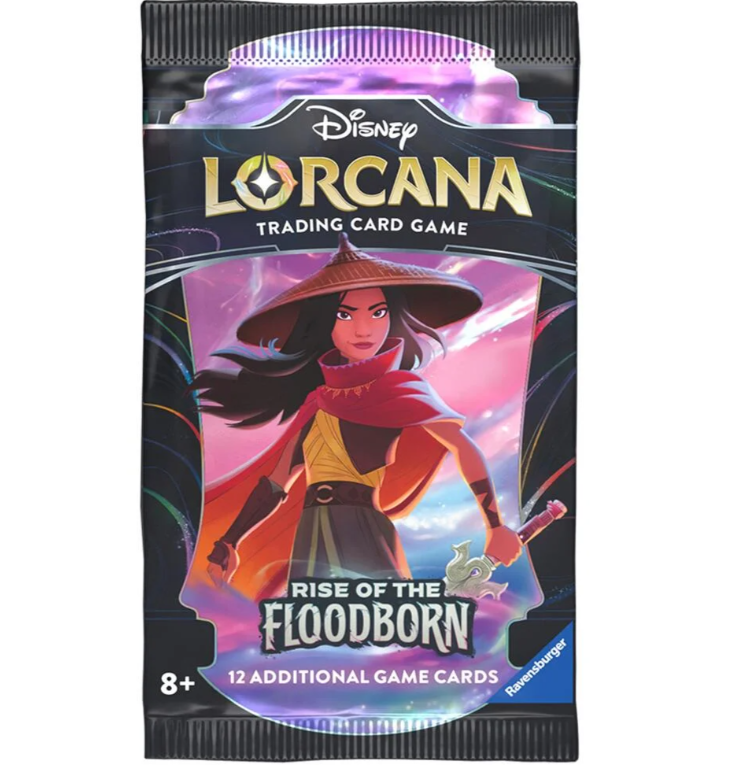 Disney
LORCANA
TRADING CARD GAME
RISE OF THE
FLOODBORN
12 ADDITIONAL GAME CARDS
8+
Ravensburger